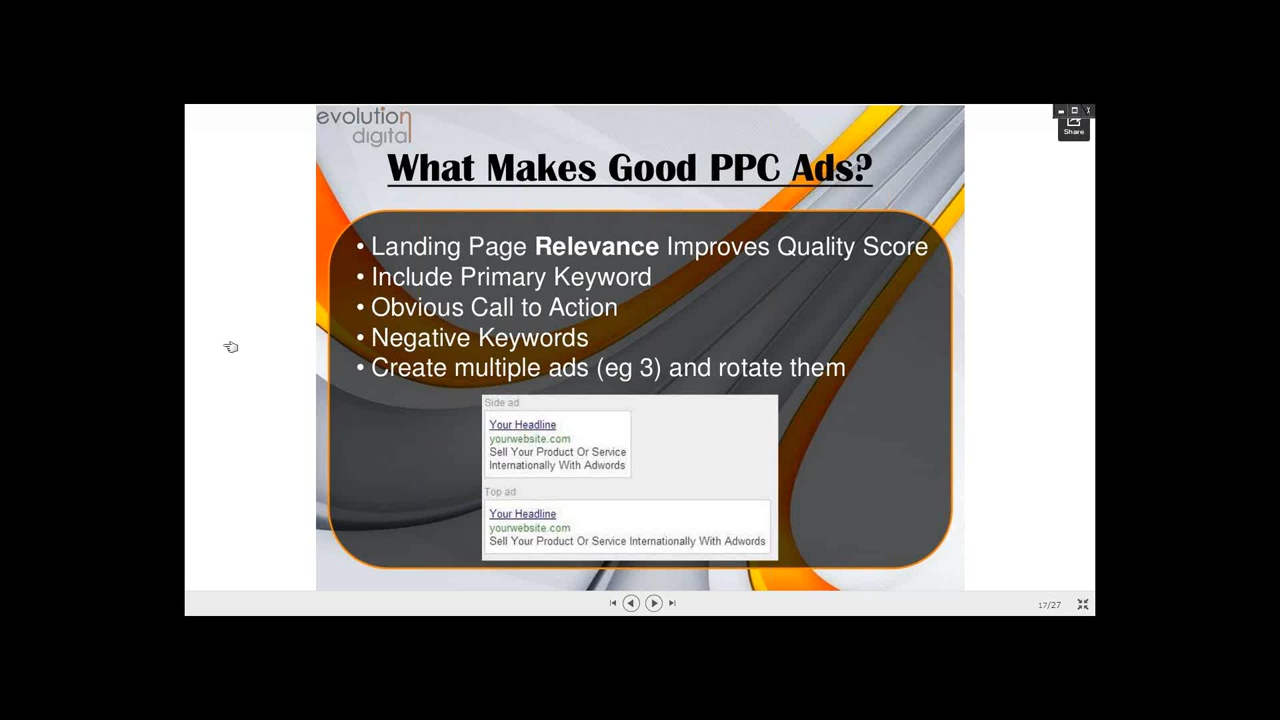 evolution
digital
Share
What Makes Good PPC Ads?
• Landing Page Relevance Improves Quality Score
• Include Primary Keyword
• Obvious Call to Action
• Negative Keywords
• Create multiple ads (eg 3) and rotate them
Side ad
Your Headline
yourwebsite.com
Sell Your Product Or Service
Internationally With Adwords
Top ad
Your Headline
yourwebsite.com
Sell Your Product Or Service Internationally With Adwords
17/27